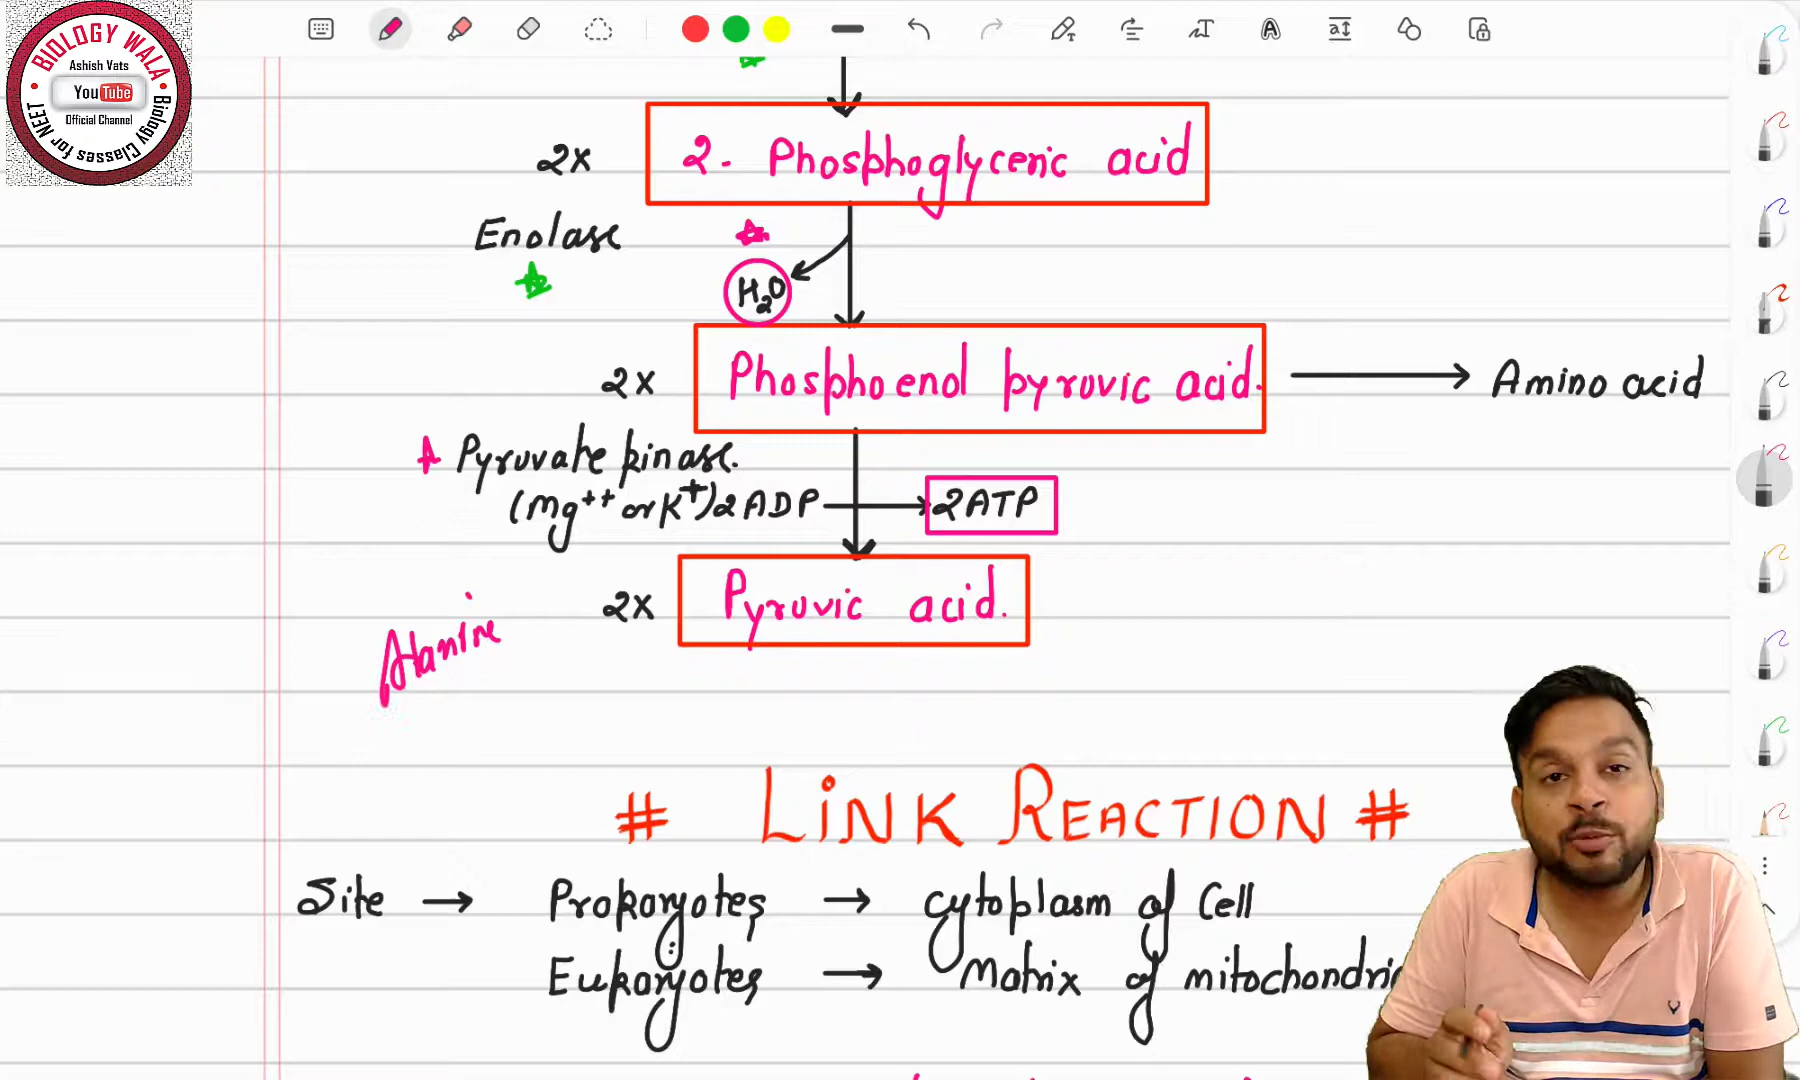 BIOLOGY WALA
Ashish Vats
YouTube
Official Channel
Biology Classes for NEET
2x 2. Phosphoglyceric acid
Enolase
H2O
2x Phosphoenol pyruvic acid. → Amino acid
Pyruvate kinase.
(Mg++ or K+) 2ADP → 2ATP
2x Pyruvic acid.
Alanine
# LINK REACTION #
Site → Prokaryotes → cytoplasm of Cell
Eukaryotes → Matrix of mitochondria